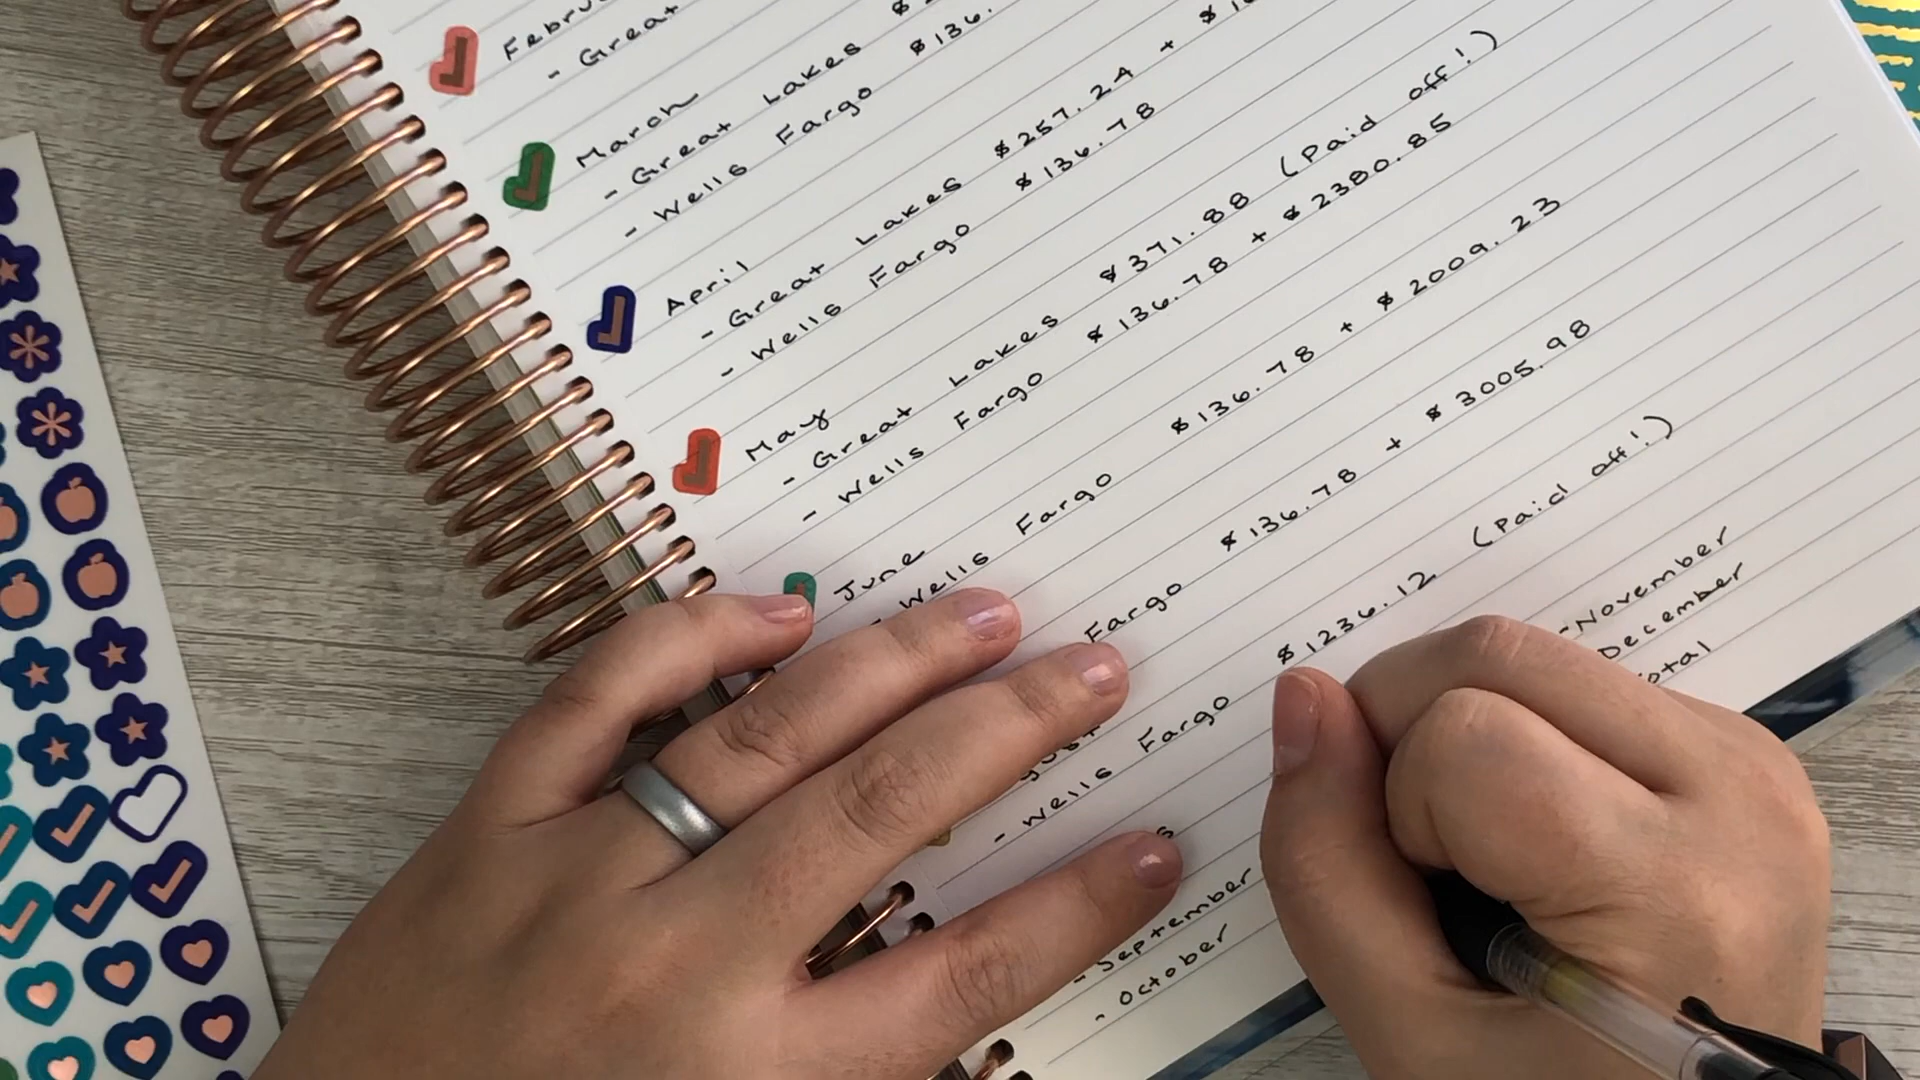 - Great
March
- Great Lakes
- Wells Fargo $136.
April
- Great Lakes $257.24 +
- Wells Fargo $136.78
May
- Great Lakes $371.88 (Paid off!)
- Wells Fargo $136.78 + $2380.85
June
- Wells Fargo $136.78 + $2009.23
Fargo $136.78 + $3005.98
- Wells Fargo $1236.12 (Paid off!)
- September
- October
- November
December